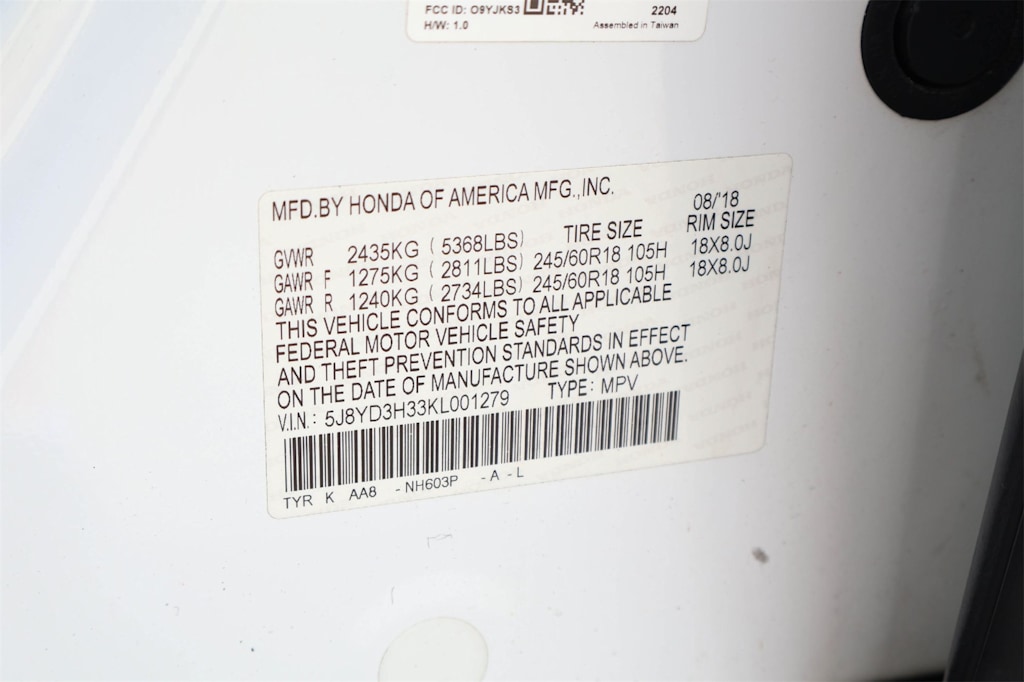 FCC ID: O9YJKS3
2204
H/W: 1.0
Assembled in Taiwan
MFD.BY HONDA OF AMERICA MFG.,INC.
08/'18
GVWR 2435KG ( 5368LBS) TIRE SIZE RIM SIZE
GAWR F 1275KG ( 2811LBS) 245/60R18 105H 18X8.0J
GAWR R 1240KG ( 2734LBS) 245/60R18 105H 18X8.0J
THIS VEHICLE CONFORMS TO ALL APPLICABLE
FEDERAL MOTOR VEHICLE SAFETY
AND THEFT PREVENTION STANDARDS IN EFFECT
ON THE DATE OF MANUFACTURE SHOWN ABOVE.
V.I.N.: 5J8YD3H33KL001279 TYPE: MPV
TYR K AA8 -NH603P -A -L